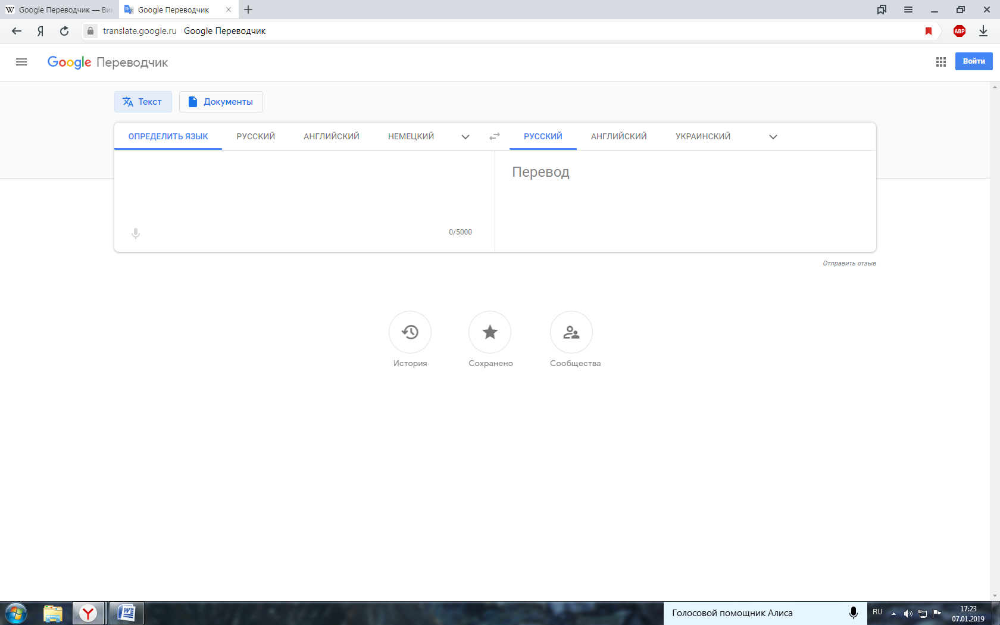 Google Переводчик — Ви
Google Переводчик
translate.google.ru Google Переводчик
ABP
Google Переводчик
Войти
Текст
Документы
ОПРЕДЕЛИТЬ ЯЗЫК РУССКИЙ АНГЛИЙСКИЙ НЕМЕЦКИЙ
РУССКИЙ АНГЛИЙСКИЙ УКРАИНСКИЙ
Перевод
0/5000
Отправить отзыв
История
Сохранено
Сообщества
Голосовой помощник Алиса
RU
17:23
07.01.2019